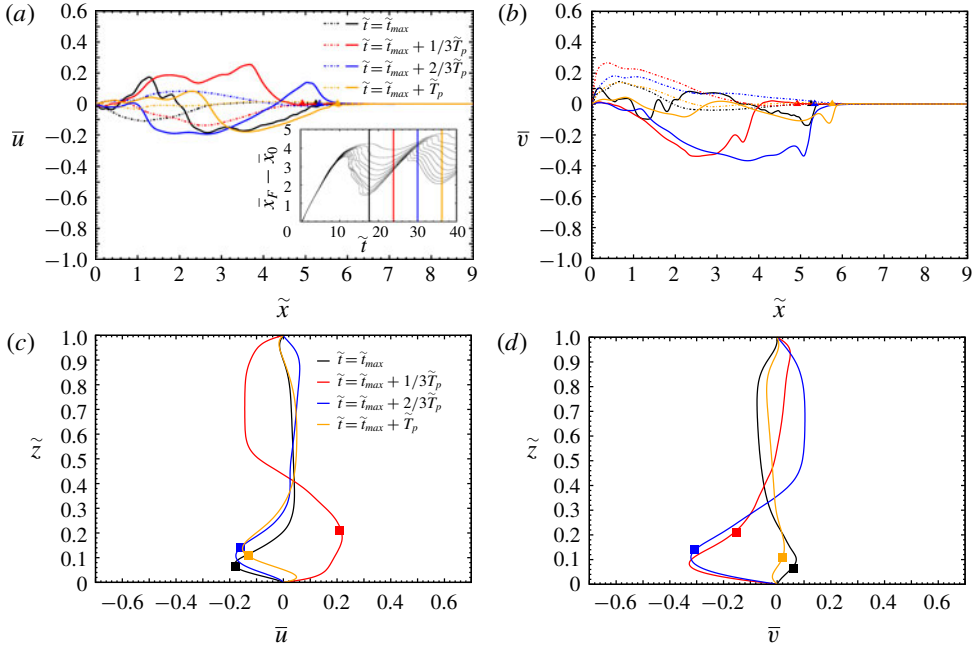 (a)
0.6
0.4
0.2
0
−0.2
−0.4
−0.6
−0.8
−1.0
u̅
t̃ = t̃max
t̃ = t̃max + 1/3T̃p
t̃ = t̃max + 2/3T̃p
t̃ = t̃max + T̃p
5
4
3
2
1
0
x̅F − x̅0
10 20 30 40
t̃
0 1 2 3 4 5 6 7 8 9
x̃
(b)
0.6
0.4
0.2
0
−0.2
−0.4
−0.6
−0.8
−1.0
v̅
0 1 2 3 4 5 6 7 8 9
x̃
(c)
1.0
0.9
0.8
0.7
0.6
0.5
0.4
0.3
0.2
0.1
0
z̃
t̃ = t̃max
t̃ = t̃max + 1/3T̃p
t̃ = t̃max + 2/3T̃p
t̃ = t̃max + T̃p
−0.6 −0.4 −0.2 0 0.2 0.4 0.6
u̅
(d)
1.0
0.9
0.8
0.7
0.6
0.5
0.4
0.3
0.2
0.1
0
z̃
−0.6 −0.4 −0.2 0 0.2 0.4 0.6
v̅